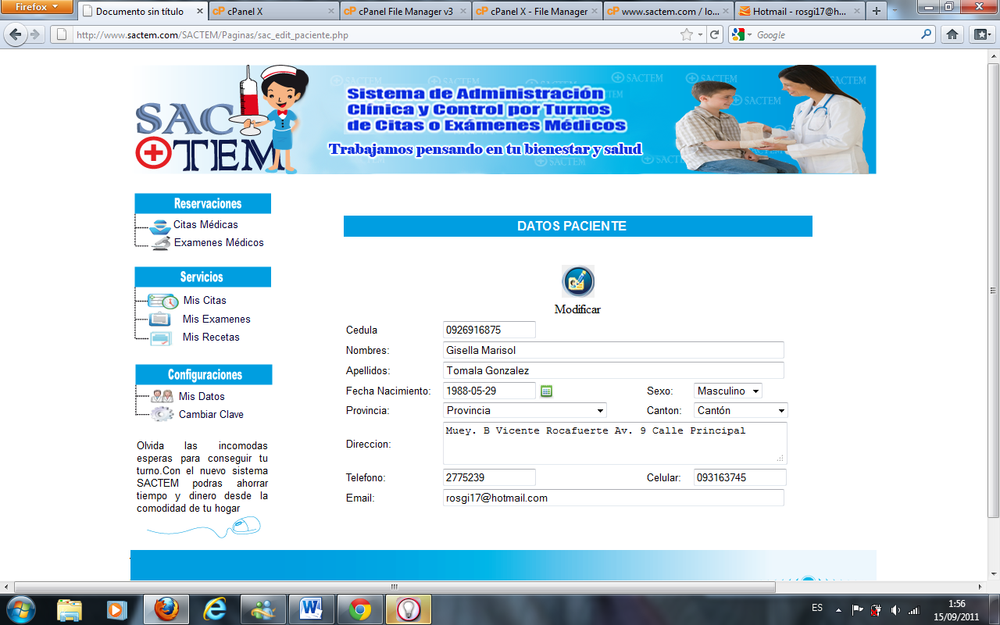 Firefox
Documento sin título
cPanel X
cPanel File Manager v3
cPanel X - File Manager
www.sactem.com / lo...
Hotmail - rosgi17@h...
http://www.sactem.com/SACTEM/Paginas/sac_edit_paciente.php
Google
SAC
TEM
Sistema de Administración
Clínica y Control por Turnos
de Citas o Exámenes Médicos
Trabajamos pensando en tu bienestar y salud
SACTEM
SACTEM
SACTEM
SACTEM
SACTEM
SACTEM
SACTEM
Reservaciones
Citas Médicas
Examenes Médicos
Servicios
Mis Citas
Mis Examenes
Mis Recetas
Configuraciones
Mis Datos
Cambiar Clave
Olvida las incomodas
esperas para conseguir tu
turno.Con el nuevo sistema
SACTEM podras ahorrar
tiempo y dinero desde la
comodidad de tu hogar
DATOS PACIENTE
Modificar
Cedula 0926916875
Nombres: Gisella Marisol
Apellidos: Tomala Gonzalez
Fecha Nacimiento: 1988-05-29 Sexo: Masculino
Provincia: Provincia Canton: Cantón
Direccion: Muey. B Vicente Rocafuerte Av. 9 Calle Principal
Telefono: 2775239 Celular: 093163745
Email: rosgi17@hotmail.com
ES
1:56
15/09/2011